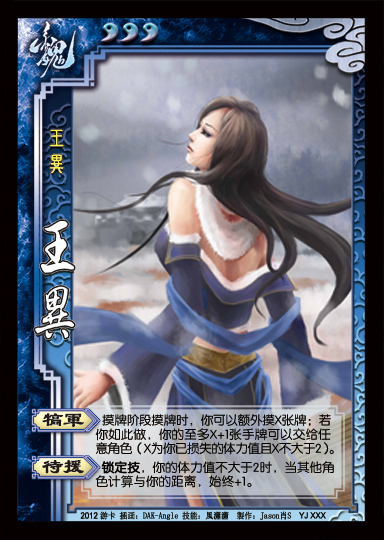 魏
王異
王異
犒軍 摸牌阶段摸牌时，你可以额外摸X张牌；若
你如此做，你的至多X+1张手牌可以交给任
意角色（X为你已损失的体力值且X不大于2）。
待援 锁定技，你的体力值不大于2时，当其他角
色计算与你的距离，始终+1。
2012游卡 插画：DAK-Angle 技能：風瀟瀟 製作：Jason肖S YJ XXX